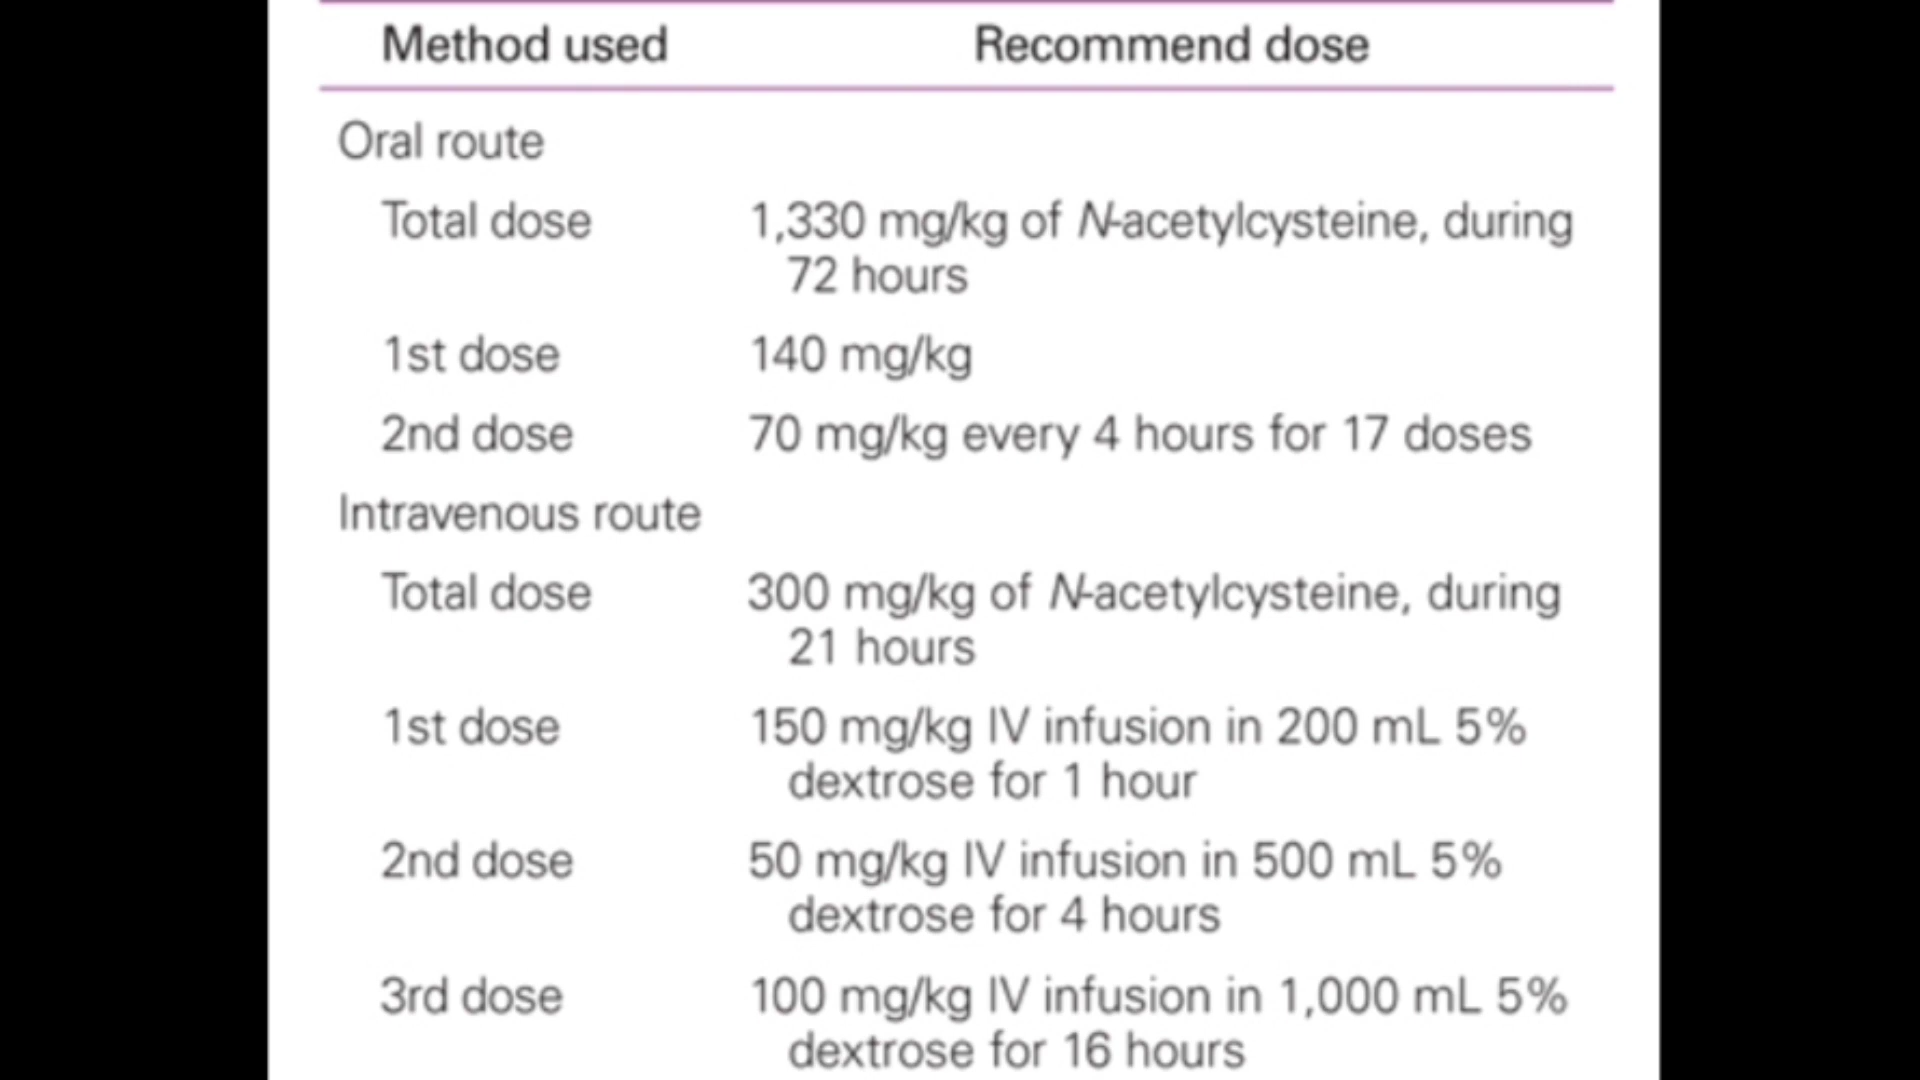 Method used Recommend dose
Oral route
Total dose 1,330 mg/kg of N-acetylcysteine, during
72 hours
1st dose 140 mg/kg
2nd dose 70 mg/kg every 4 hours for 17 doses
Intravenous route
Total dose 300 mg/kg of N-acetylcysteine, during
21 hours
1st dose 150 mg/kg IV infusion in 200 mL 5%
dextrose for 1 hour
2nd dose 50 mg/kg IV infusion in 500 mL 5%
dextrose for 4 hours
3rd dose 100 mg/kg IV infusion in 1,000 mL 5%
dextrose for 16 hours